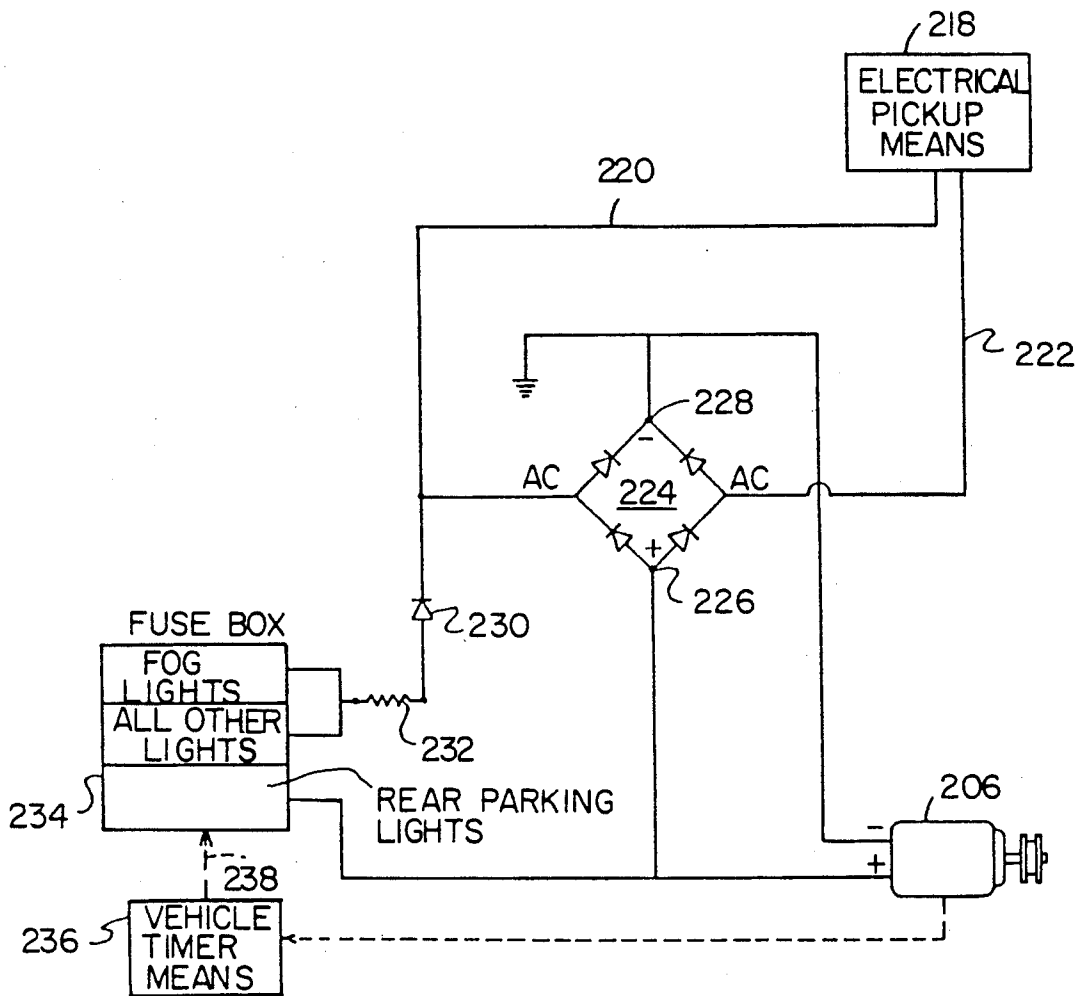 218
ELECTRICAL
PICKUP
MEANS
220
222
228
-
AC
224
AC
+
226
230
FUSE BOX
FOG
LIGHTS
ALL OTHER
LIGHTS
232
234
REAR PARKING
LIGHTS
206
-
+
238
236
VEHICLE
TIMER
MEANS